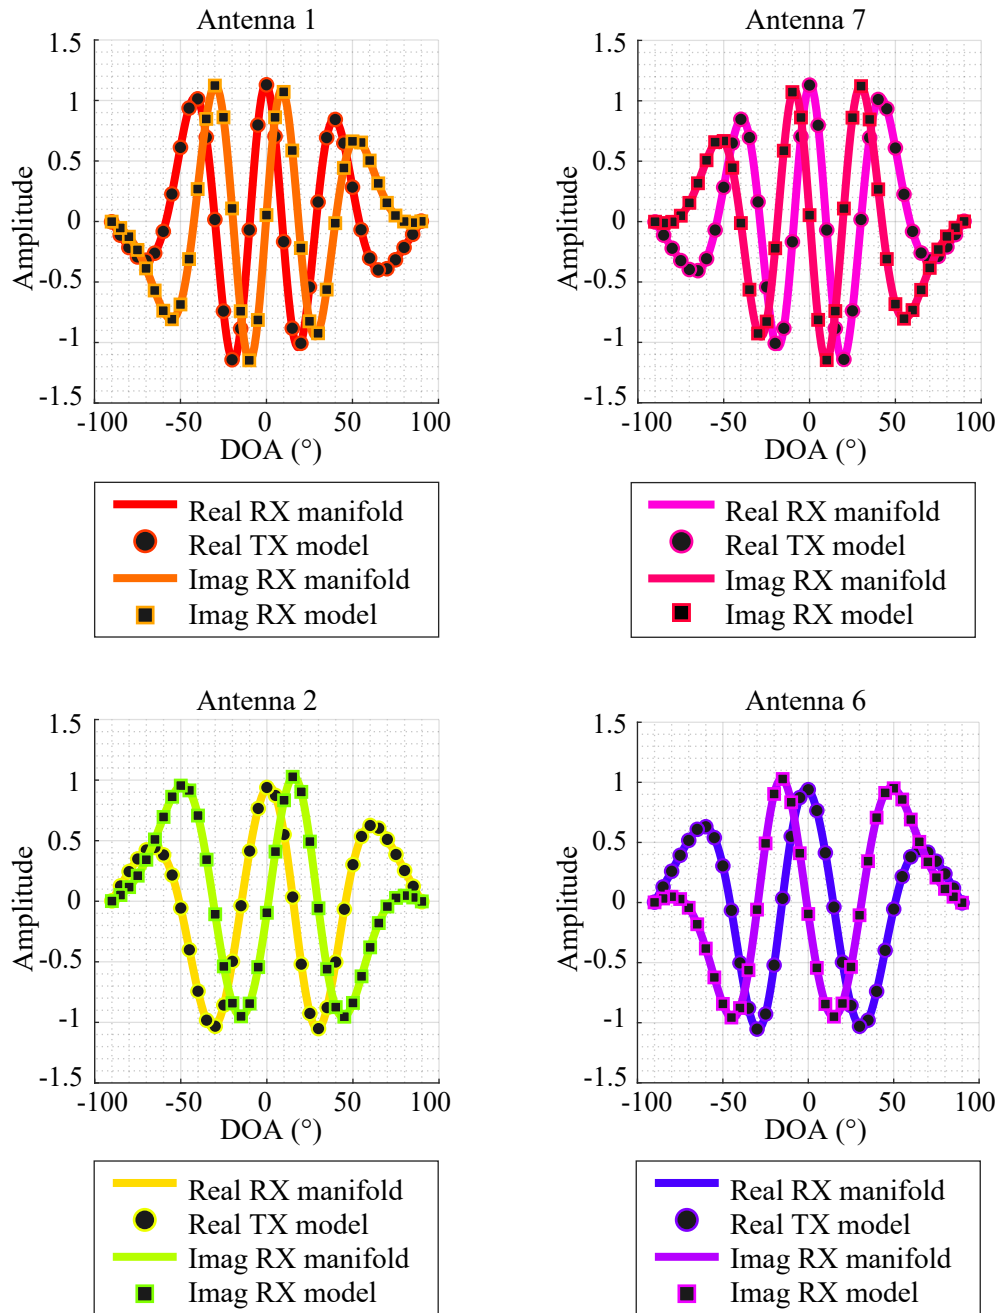 Antenna 1
1.5
1
0.5
0
-0.5
-1
-1.5
Amplitude
-100 -50 0 50 100
DOA (°)
Real RX manifold
Real TX model
Imag RX manifold
Imag RX model
Antenna 7
1.5
1
0.5
0
-0.5
-1
-1.5
Amplitude
-100 -50 0 50 100
DOA (°)
Real RX manifold
Real TX model
Imag RX manifold
Imag RX model
Antenna 2
1.5
1
0.5
0
-0.5
-1
-1.5
Amplitude
-100 -50 0 50 100
DOA (°)
Real RX manifold
Real TX model
Imag RX manifold
Imag RX model
Antenna 6
1.5
1
0.5
0
-0.5
-1
-1.5
Amplitude
-100 -50 0 50 100
DOA (°)
Real RX manifold
Real TX model
Imag RX manifold
Imag RX model